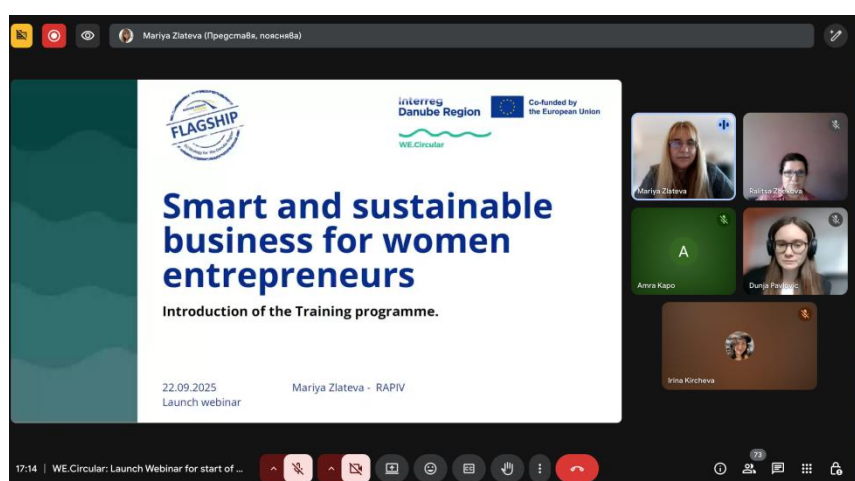 Mariya Zlateva (Представя, пояснява)
FLAGSHIP
Interreg
Danube Region
Co-funded by
the European Union
WE.Circular
Smart and sustainable
business for women
entrepreneurs
Introduction of the Training programme.
22.09.2025
Mariya Zlateva - RAPIV
Launch webinar
Mariya Zlateva
A
Amra Kapo
Dunja Pavlovic
Irina Kircheva
73
17:14 | WE.Circular: Launch Webinar for start of ...